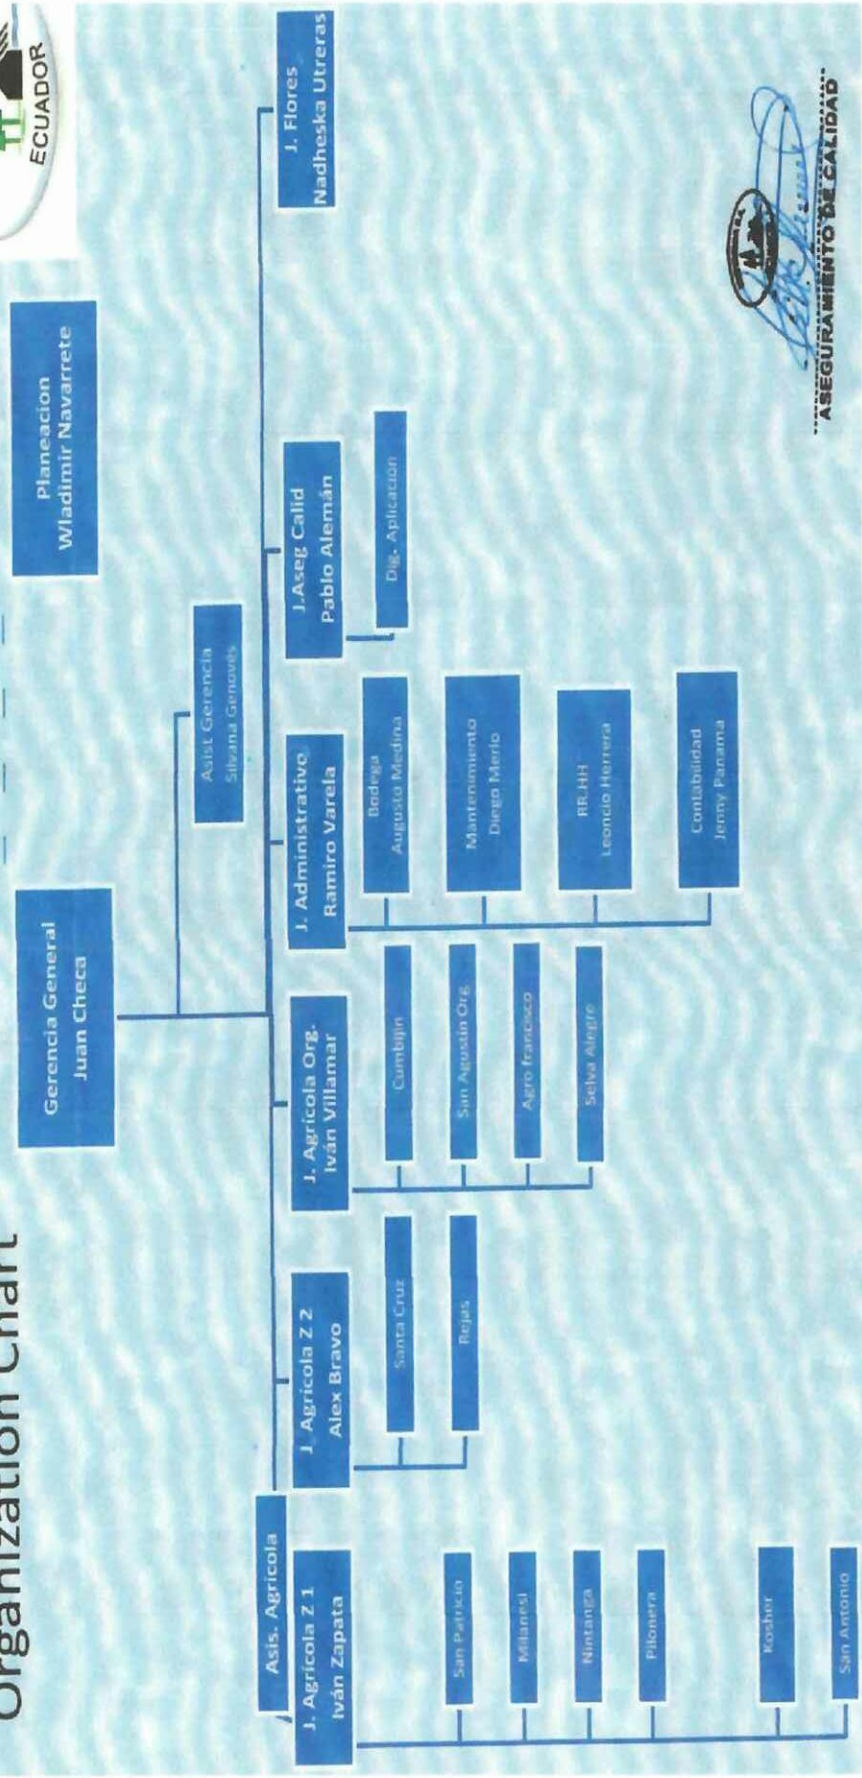 Organization Chart
ECUADOR
Gerencia General
Juan Checa
Planeacion
Wladimir Navarrete
Asist Gerencia
Silvana Genovés
Asis. Agricola
J. Agrícola Z 1
Iván Zapata
San Patricio
Milanesi
Nintanga
Pilonera
Kosher
San Antonio
J. Agrícola Z 2
Alex Bravo
Santa Cruz
Rejas
J. Agrícola Org.
Iván Villamar
Cumbijin
San Agustin Org
Agro francisco
Selva Alegre
J. Administrativo
Ramiro Varela
Bodega
Augusto Medina
Mantenimiento
Diego Merlo
RR.HH
Leoncio Herrera
Contabilidad
Jenny Panama
J.Aseg Calid
Pablo Alemán
Dig. Aplicación
J. Flores
Nadheska Utreras
ASEGURAMIENTO DE CALIDAD